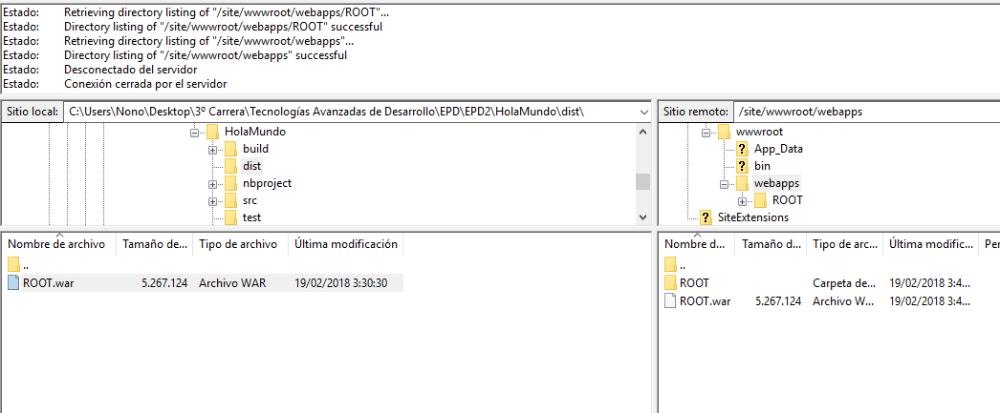 Estado: Retrieving directory listing of "/site/wwwroot/webapps/ROOT"...
Estado: Directory listing of "/site/wwwroot/webapps/ROOT" successful
Estado: Retrieving directory listing of "/site/wwwroot/webapps"...
Estado: Directory listing of "/site/wwwroot/webapps" successful
Estado: Desconectado del servidor
Estado: Conexión cerrada por el servidor
Sitio local: C:\Users\Nono\Desktop\3º Carrera\Tecnologías Avanzadas de Desarrollo\EPD\EPD2\HolaMundo\dist\
HolaMundo
build
dist
nbproject
src
test
Nombre de archivo Tamaño de... Tipo de archivo Última modificación
..
ROOT.war 5.267.124 Archivo WAR 19/02/2018 3:30:30
Sitio remoto: /site/wwwroot/webapps
wwwroot
App_Data
bin
webapps
ROOT
SiteExtensions
Nombre d... Tamaño d... Tipo de arc... Última modific... Per
..
ROOT Carpeta de... 19/02/2018 3:4...
ROOT.war 5.267.124 Archivo W... 19/02/2018 3:4...